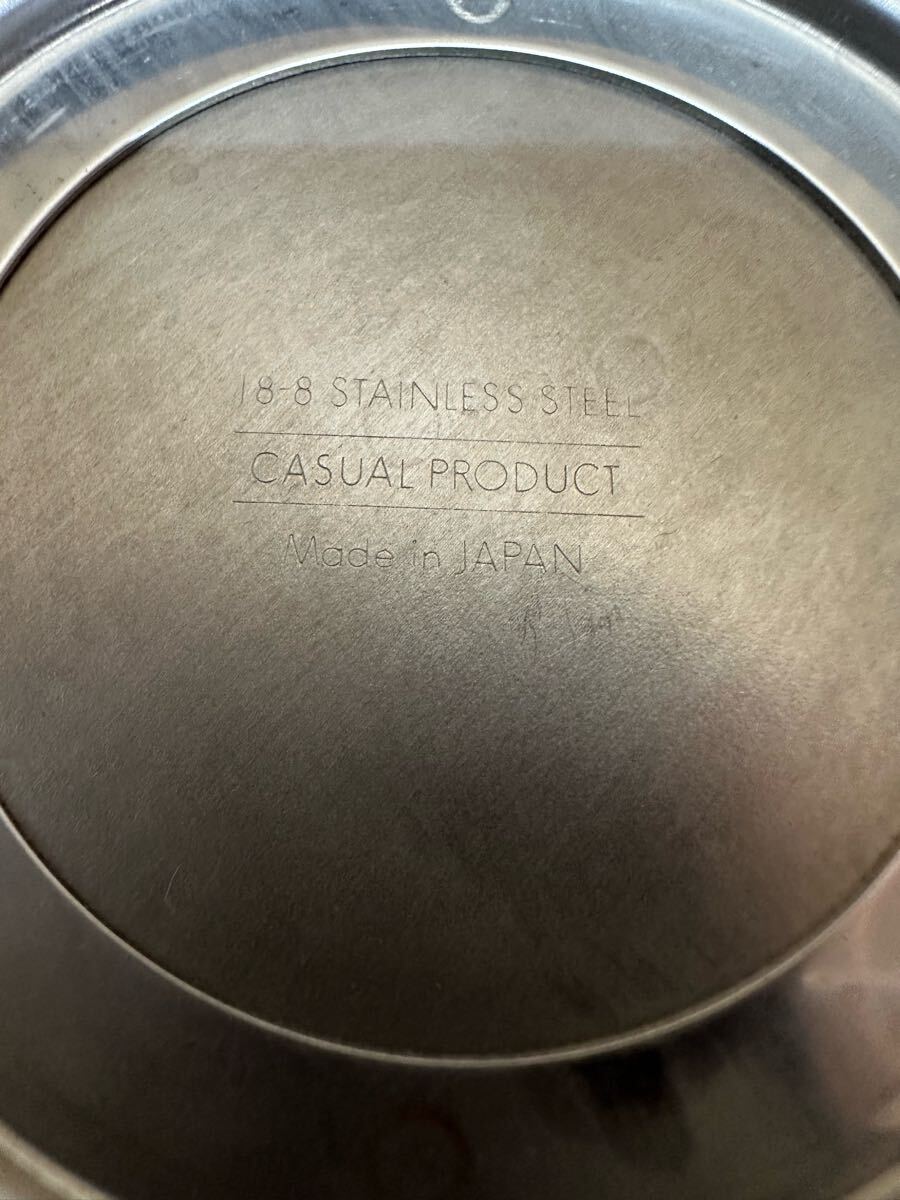 18-8 STAINLESS STEEL
CASUAL PRODUCT
Made in JAPAN